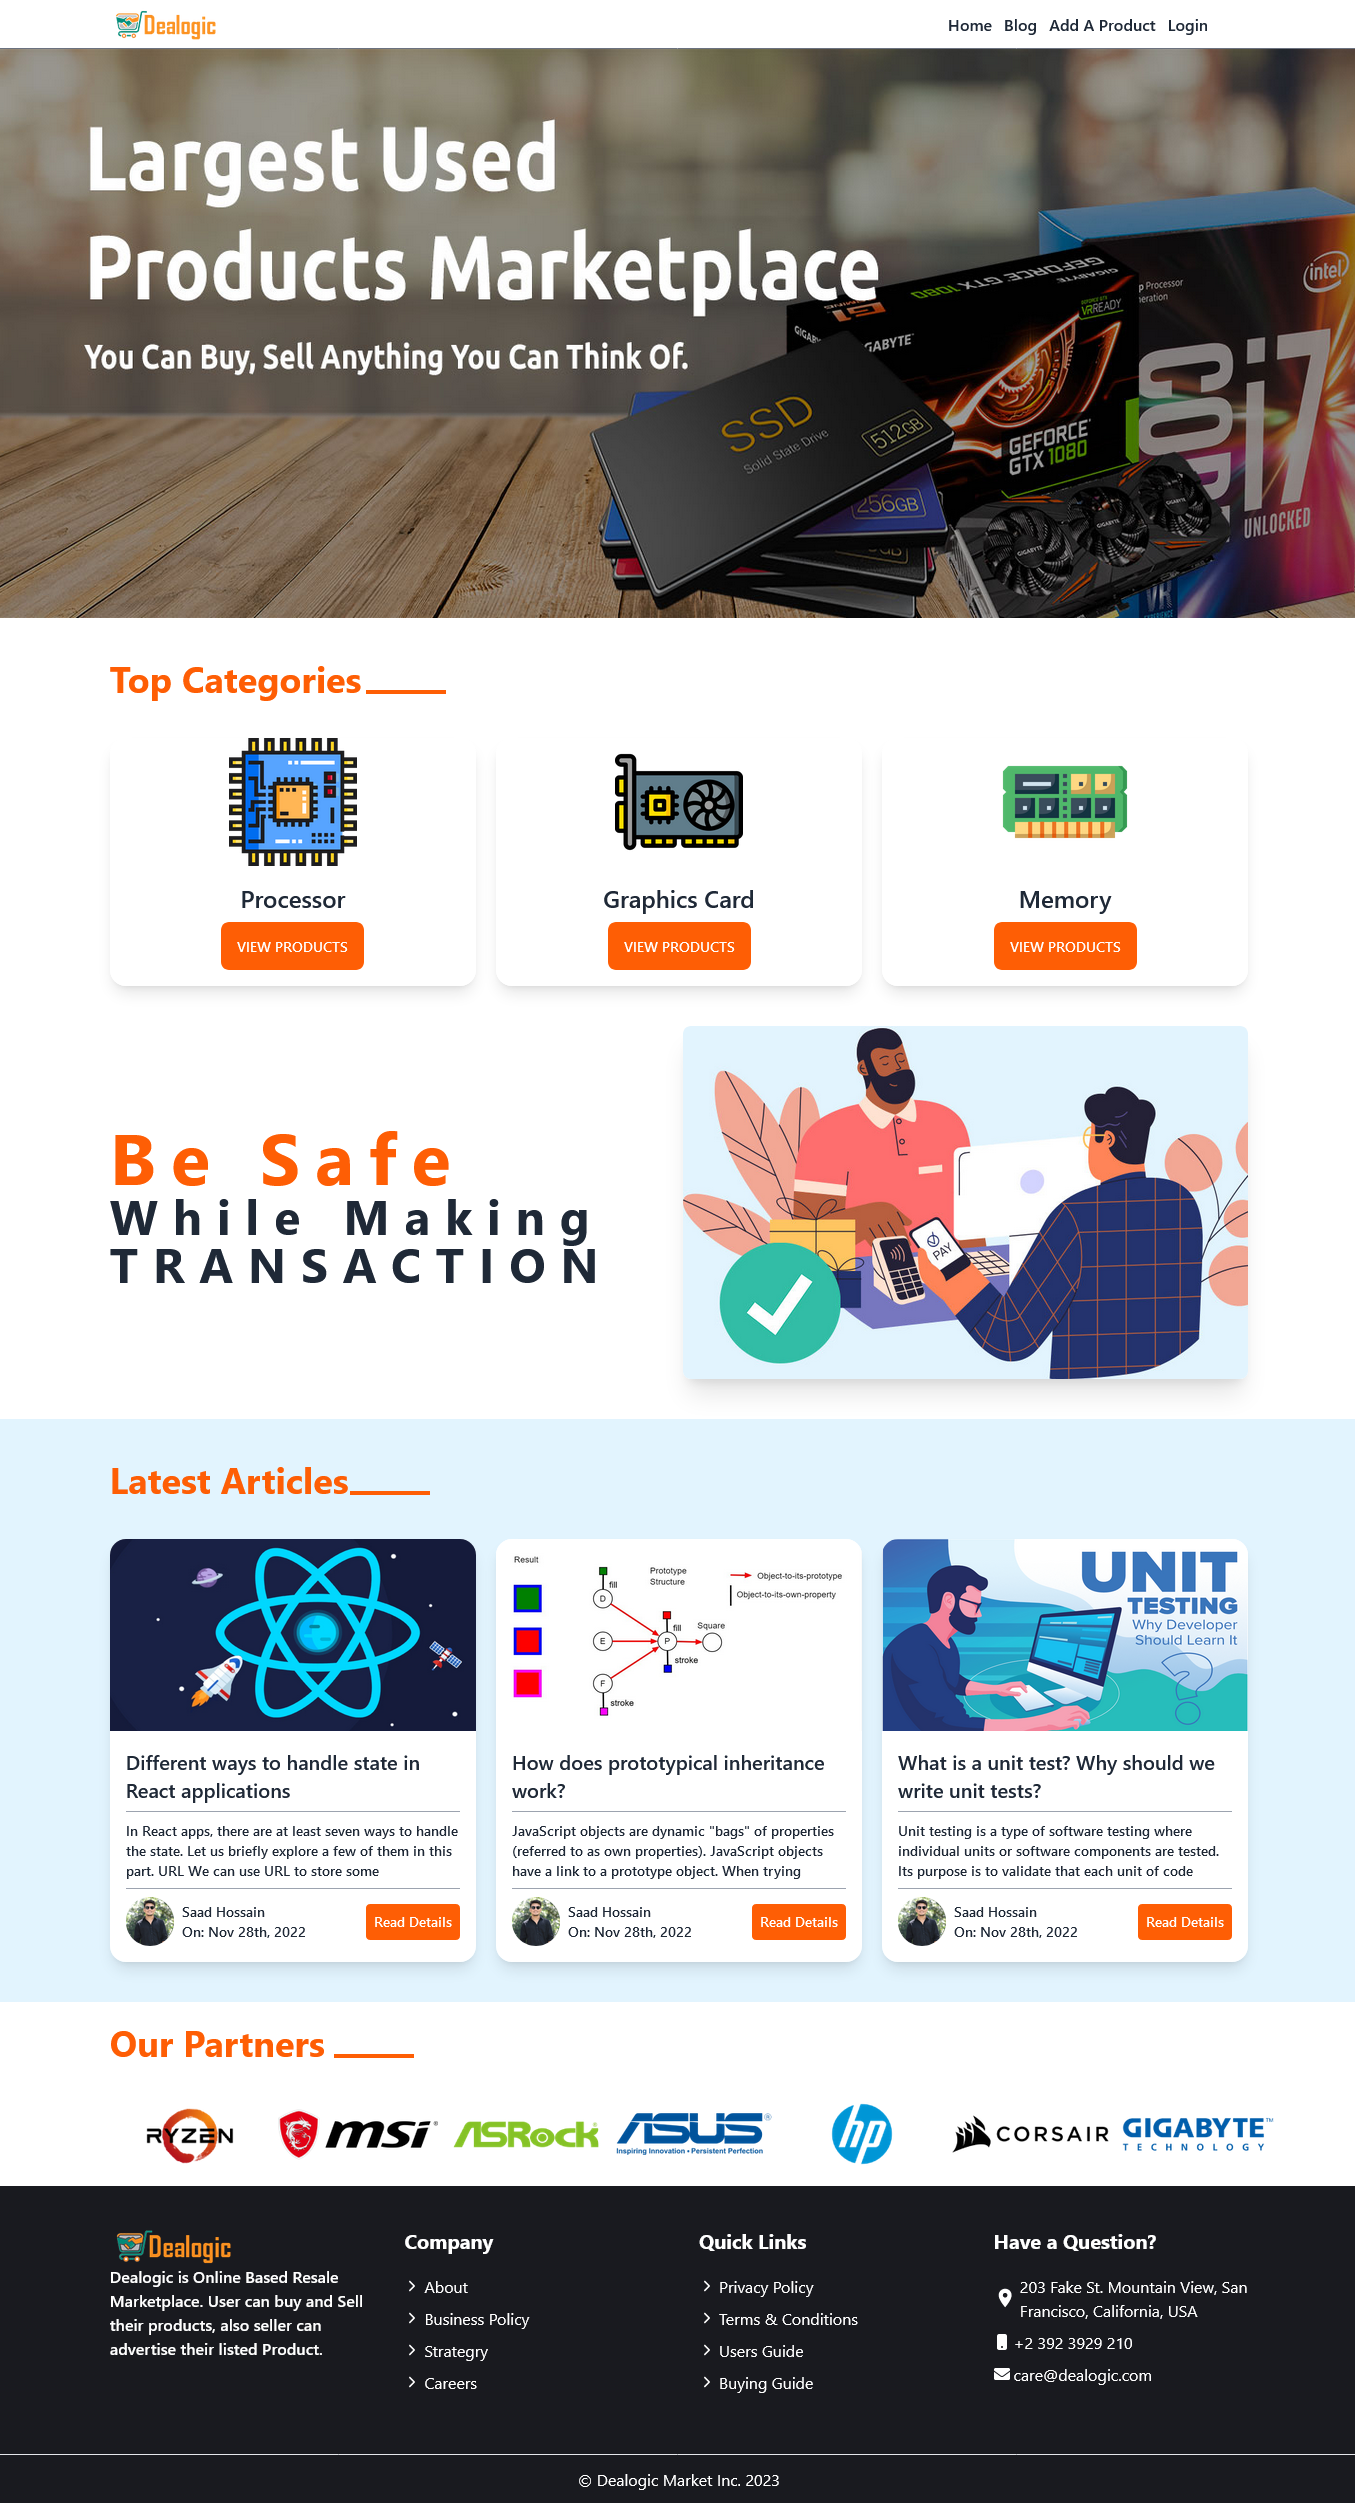 Dealogic
Home Blog Add A Product Login
Largest Used
Products Marketplace
You Can Buy, Sell Anything You Can Think Of.
intel
i7
UNLOCKED
GIGABYTE
GEFORCE GTX 1080
VR READY
GEFORCE
GTX 1080
SSD
Solid State Drive
512GB
256GB
GIGABYTE
GIGABYTE
GIGABYTE
VR
Top Categories
Processor
VIEW PRODUCTS
Graphics Card
VIEW PRODUCTS
Memory
VIEW PRODUCTS
Be Safe
While Making
TRANSACTION
PAY
Latest Articles
Different ways to handle state in
React applications
In React apps, there are at least seven ways to handle
the state. Let us briefly explore a few of them in this
part. URL We can use URL to store some
Saad Hossain
On: Nov 28th, 2022
Read Details
Result
Prototype
Structure
Object-to-its-prototype
Object-to-its-own-property
fill
D
E
F
P
fill
Square
stroke
stroke
How does prototypical inheritance
work?
JavaScript objects are dynamic "bags" of properties
(referred to as own properties). JavaScript objects
have a link to a prototype object. When trying
Saad Hossain
On: Nov 28th, 2022
Read Details
UNIT
TESTING
Why Developer
Should Learn It
What is a unit test? Why should we
write unit tests?
Unit testing is a type of software testing where
individual units or software components are tested.
Its purpose is to validate that each unit of code
Saad Hossain
On: Nov 28th, 2022
Read Details
Our Partners
RYZEN
msi
ASRock
ASUS
Inspiring Innovation • Persistent Perfection
hp
CORSAIR
GIGABYTE™
TECHNOLOGY
Dealogic
Dealogic is Online Based Resale
Marketplace. User can buy and Sell
their products, also seller can
advertise their listed Product.
Company
About
Business Policy
Strategry
Careers
Quick Links
Privacy Policy
Terms & Conditions
Users Guide
Buying Guide
Have a Question?
203 Fake St. Mountain View, San
Francisco, California, USA
+2 392 3929 210
care@dealogic.com
© Dealogic Market Inc. 2023